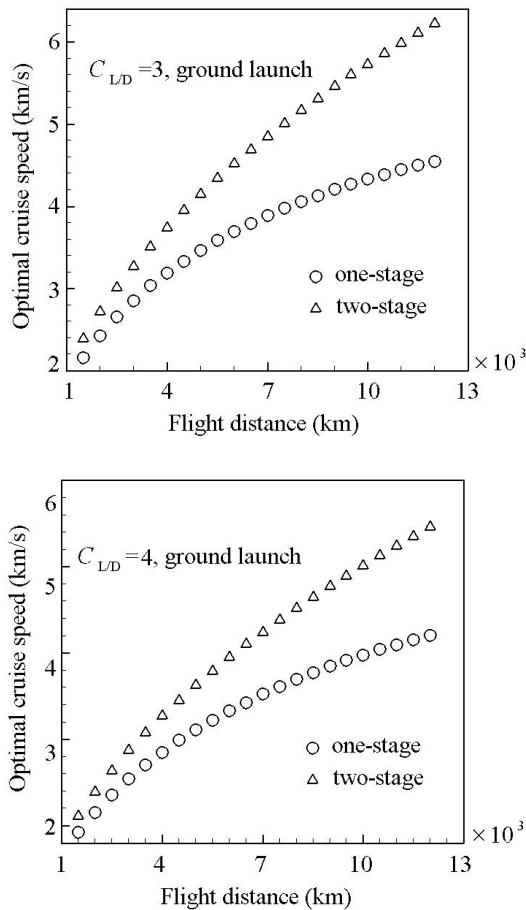 6
5
4
3
2
Optimal cruise speed (km/s)
C L/D =3, ground launch
one-stage
two-stage
1
4
7
10
13
×10³
Flight distance (km)
6
5
4
3
2
Optimal cruise speed (km/s)
C L/D =4, ground launch
one-stage
two-stage
1
4
7
10
13
×10³
Flight distance (km)